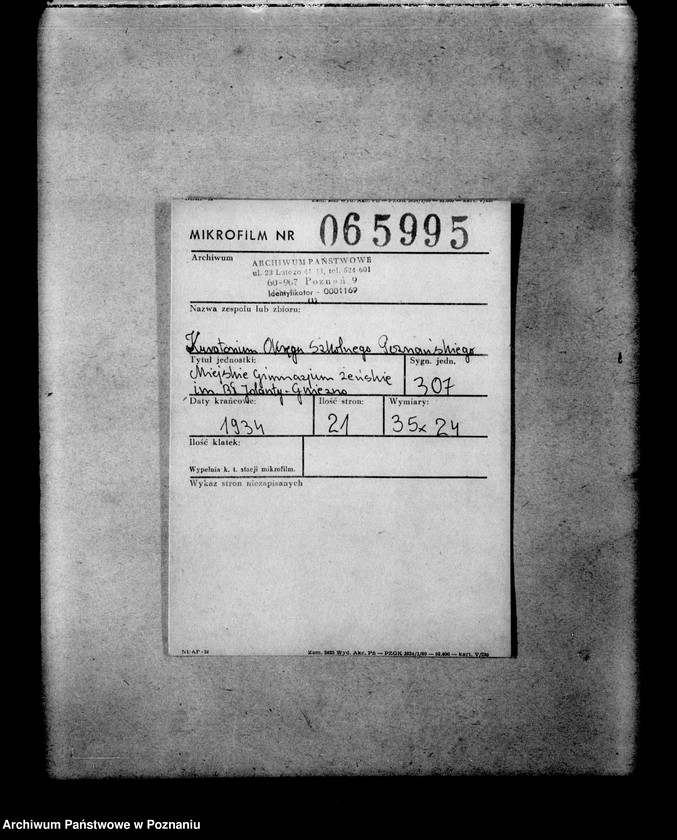 MIKROFILM NR 065995
Archiwum
ARCHIWUM PAŃSTWOWE
ul. 23 Lutego 41/43, tel. 524-601
60-967 Poznań 9
Identyfikator - 0001169
(1)
Nazwa zespołu lub zbioru:
Kuratorium Okręgu Szkolnego Poznańskiego
Tytuł jednostki:
Sygn. jedn.
Miejskie Gimnazjum żeńskie
im. Bł. Jolanty - Gniezno
307
Daty krańcowe:
Ilość stron:
Wymiary:
1934
21
35x24
Ilość klatek:
Wypełnia k. t. stacji mikrofilm.
Wykaz stron niezapisanych
Archiwum Państwowe w Poznaniu